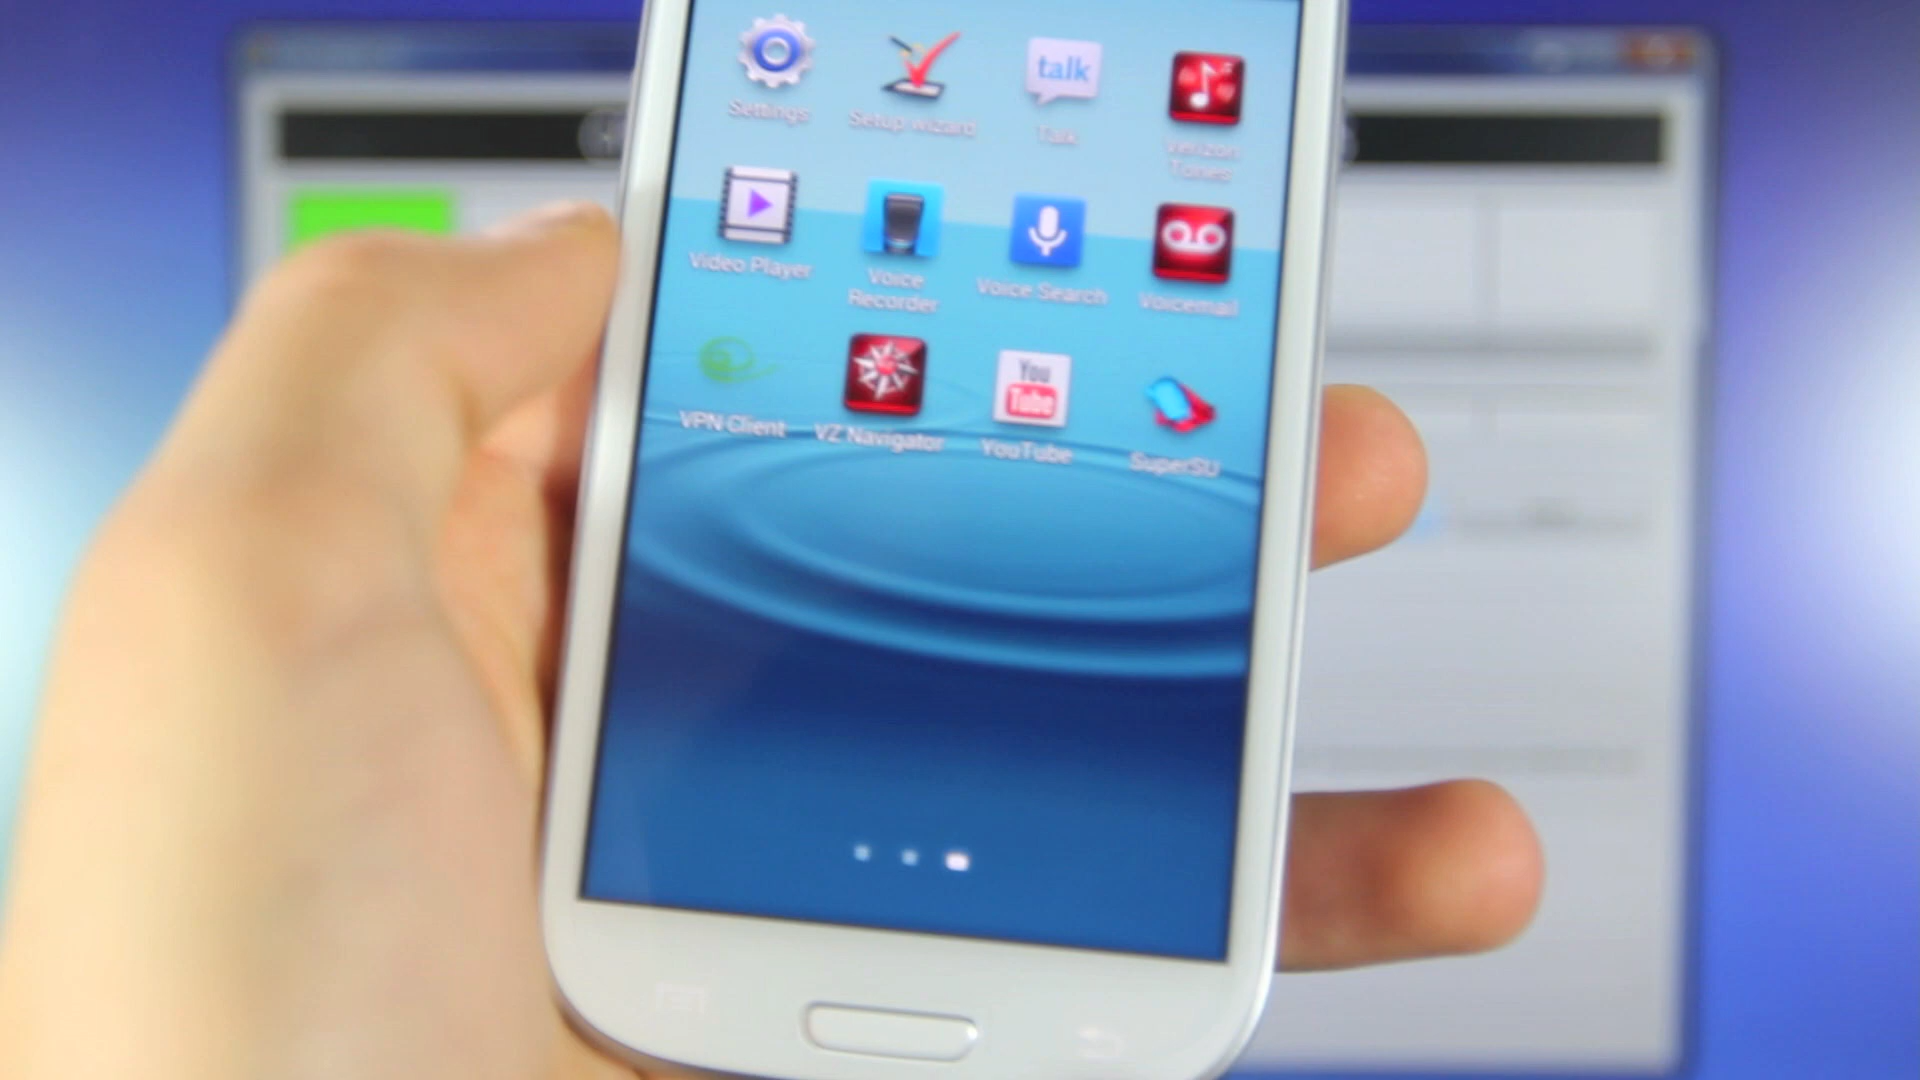 talk
Settings
Setup wizard
Talk
Verizon
Tones
Video Player
Voice
Recorder
Voice Search
Voicemail
You
Tube
VPN Client
VZ Navigator
YouTube
SuperSU